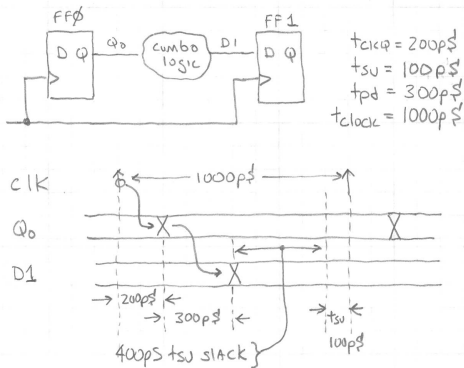 FF0
FF1
D Q
Q0
combo
logic
D1
D Q
tclkQ = 200pS
tsu = 100pS
tpd = 300pS
tclock = 1000pS
clk
1000pS
Q0
D1
200pS
300pS
tsu
100pS
400pS tsu slack